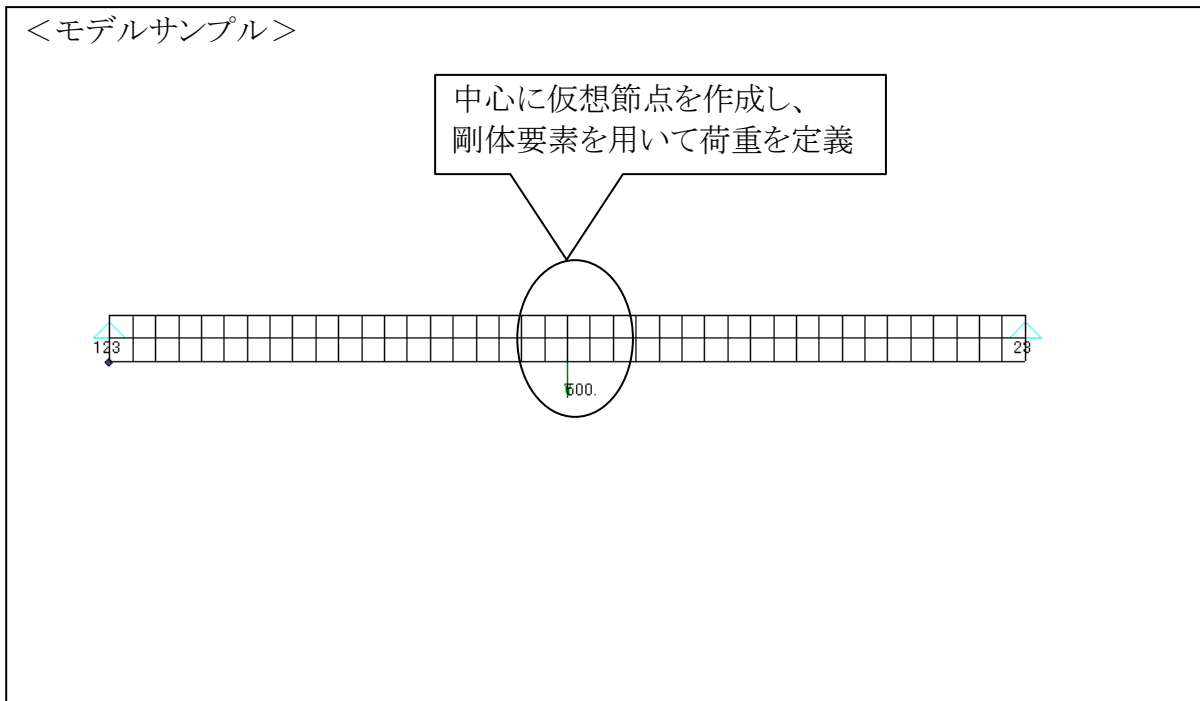 ＜モデルサンプル＞
中心に仮想節点を作成し、
剛体要素を用いて荷重を定義
123
23
500.